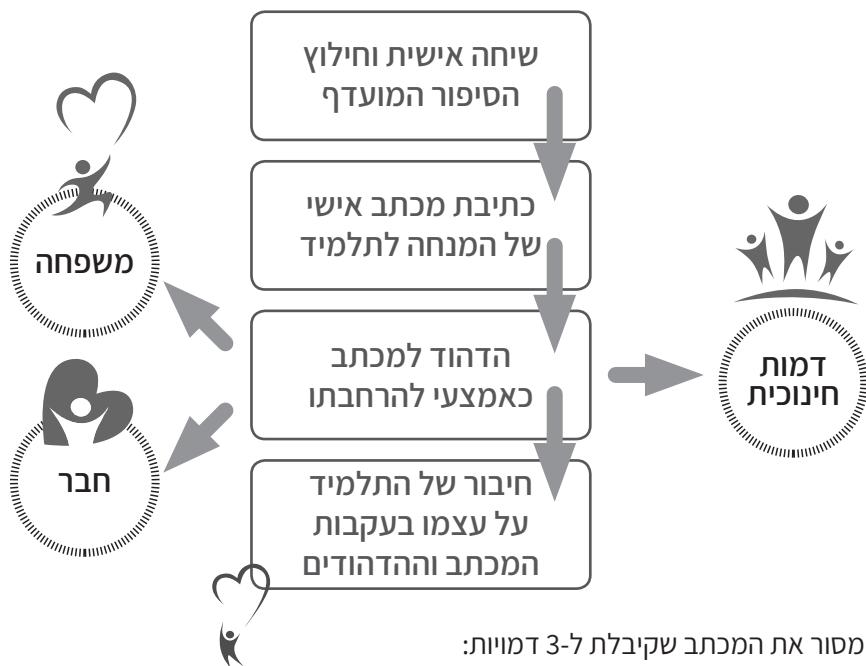 שיחה אישית וחילוץ
הסיפור המועדף
כתיבת מכתב אישי
של המנחה לתלמיד
משפחה
דמות
חינוכית
הדהוד למכתב
כאמצעי להרחבתו
חבר
חיבור של התלמיד
על עצמו בעקבות
המכתב וההדהודים
מסור את המכתב שקיבלת ל-3 דמויות: